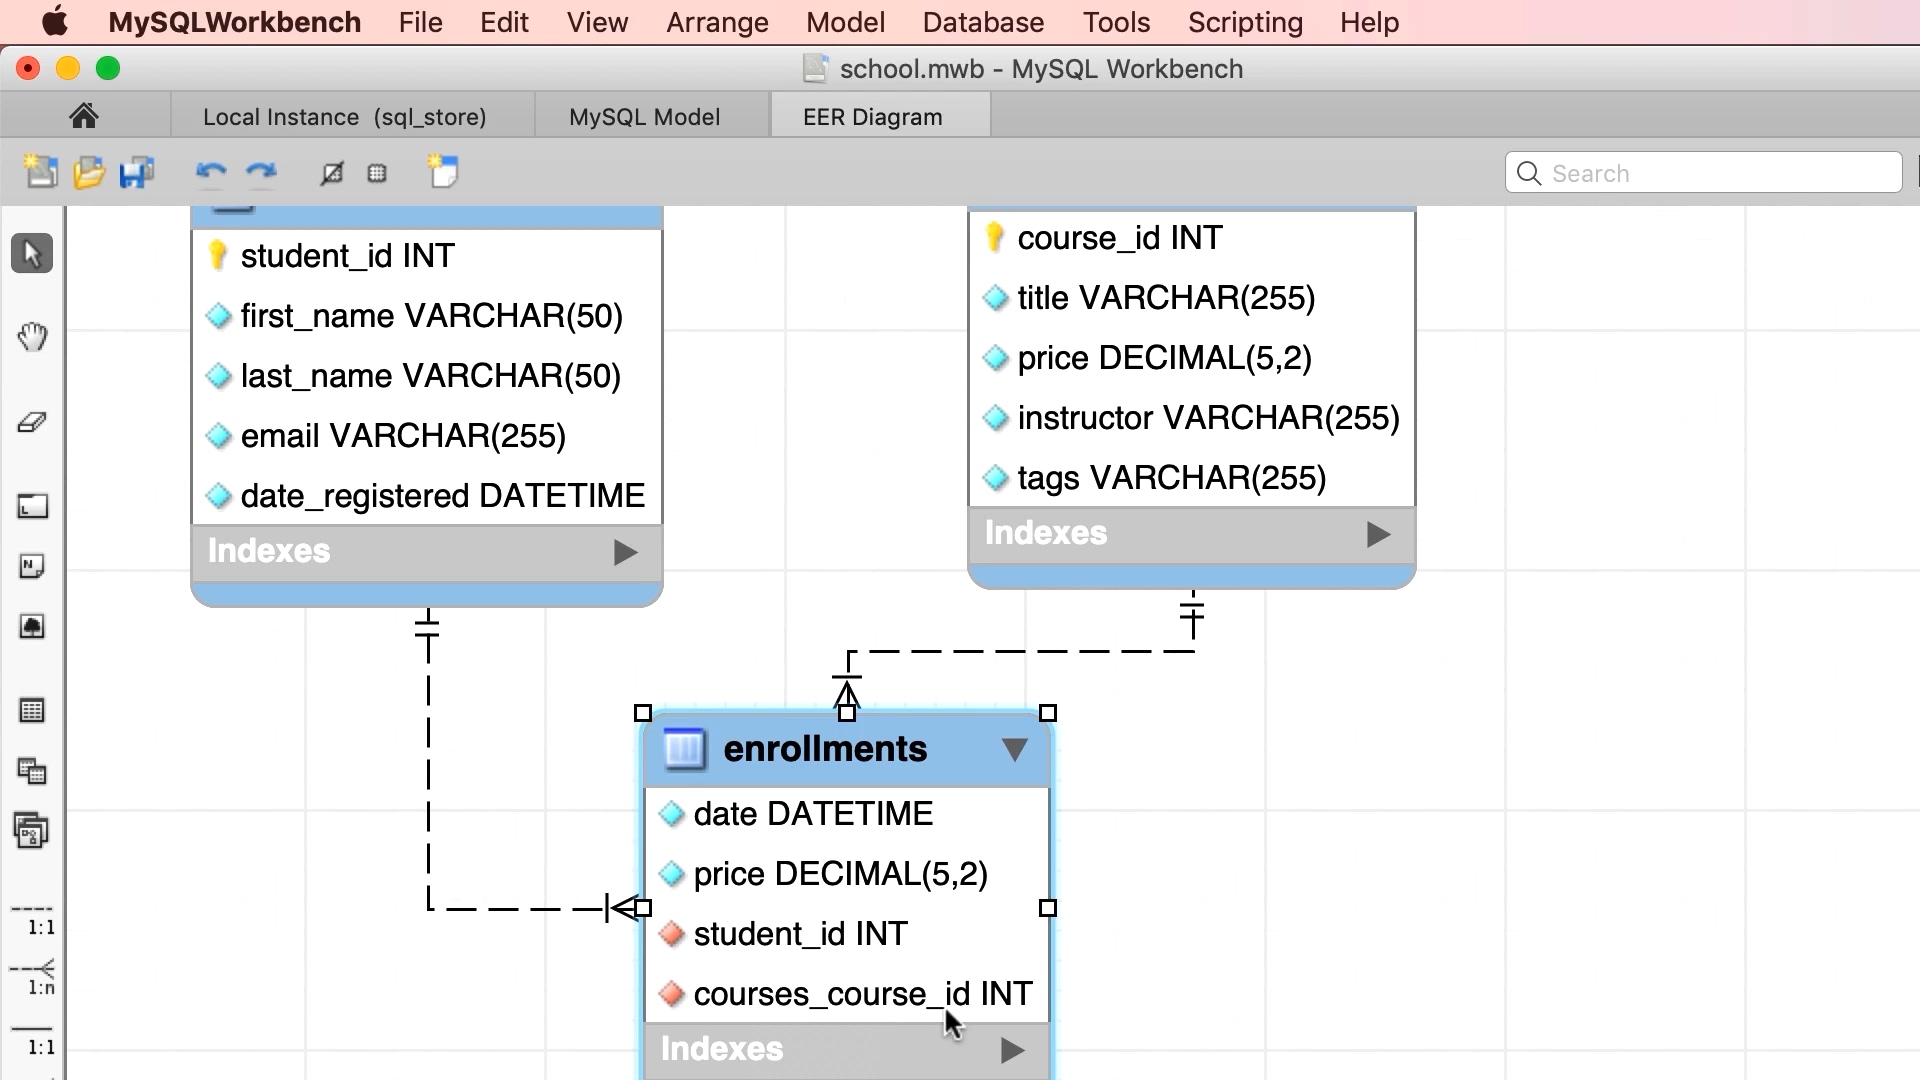 MySQLWorkbench File Edit View Arrange Model Database Tools Scripting Help
school.mwb - MySQL Workbench
Local Instance (sql_store) MySQL Model EER Diagram
Search
student_id INT
first_name VARCHAR(50)
last_name VARCHAR(50)
email VARCHAR(255)
date_registered DATETIME
Indexes
course_id INT
title VARCHAR(255)
price DECIMAL(5,2)
instructor VARCHAR(255)
tags VARCHAR(255)
Indexes
enrollments
date DATETIME
price DECIMAL(5,2)
student_id INT
courses_course_id INT
Indexes
1:1
1:n
1:1